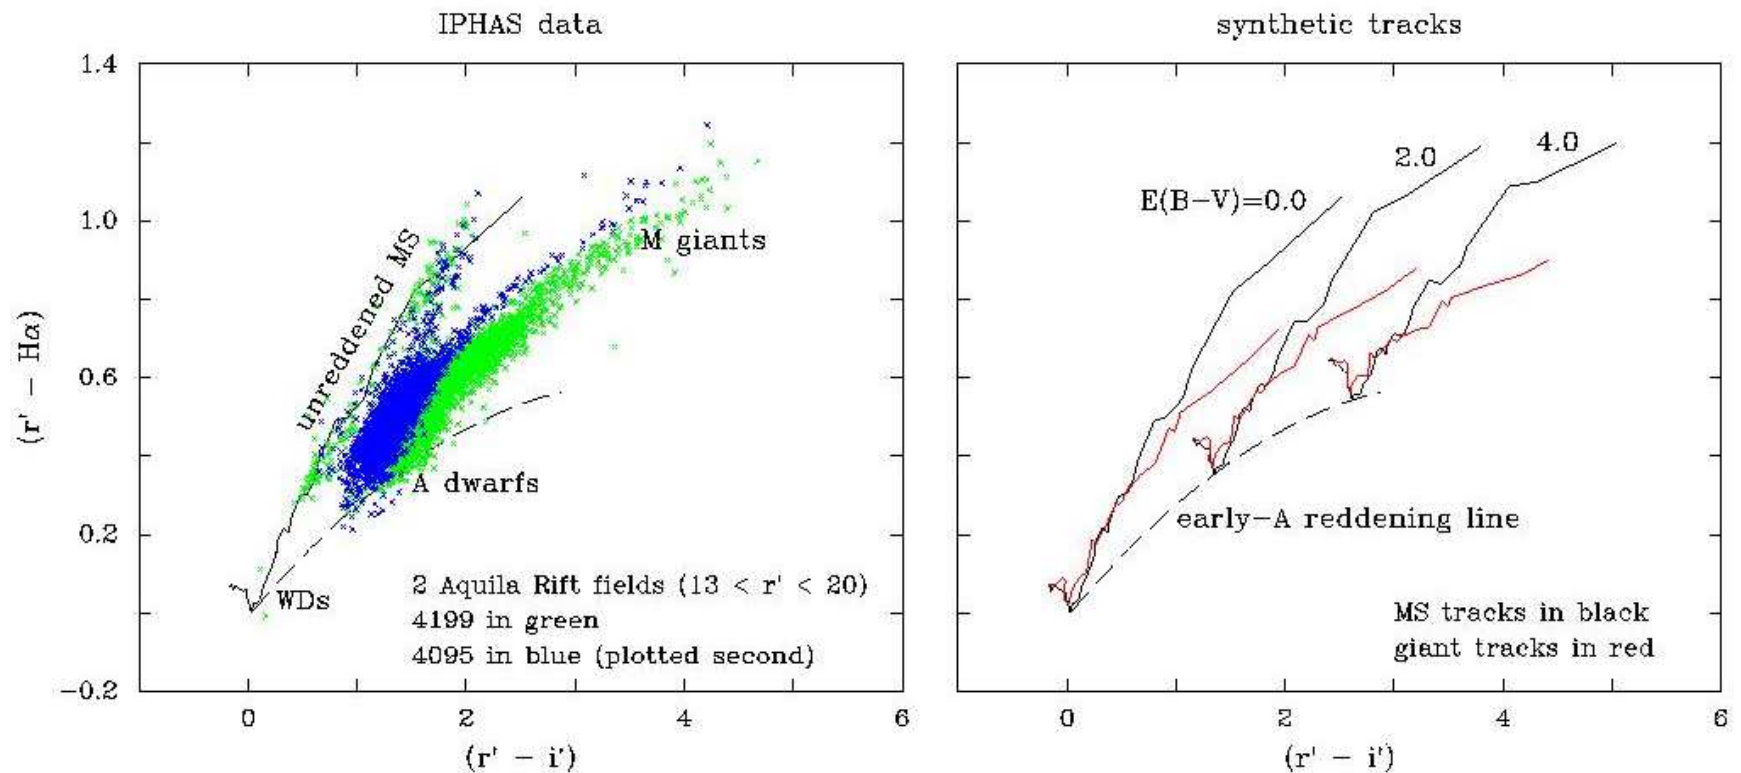 IPHAS data
1.4
1.0
0.6
0.2
−0.2
(r' − Hα)
unreddened MS
M giants
A dwarfs
WDs
2 Aquila Rift fields (13 < r' < 20)
4199 in green
4095 in blue (plotted second)
0 2 4 6
(r' − i')
synthetic tracks
E(B−V)=0.0
2.0
4.0
early−A reddening line
MS tracks in black
giant tracks in red
0 2 4 6
(r' − i')